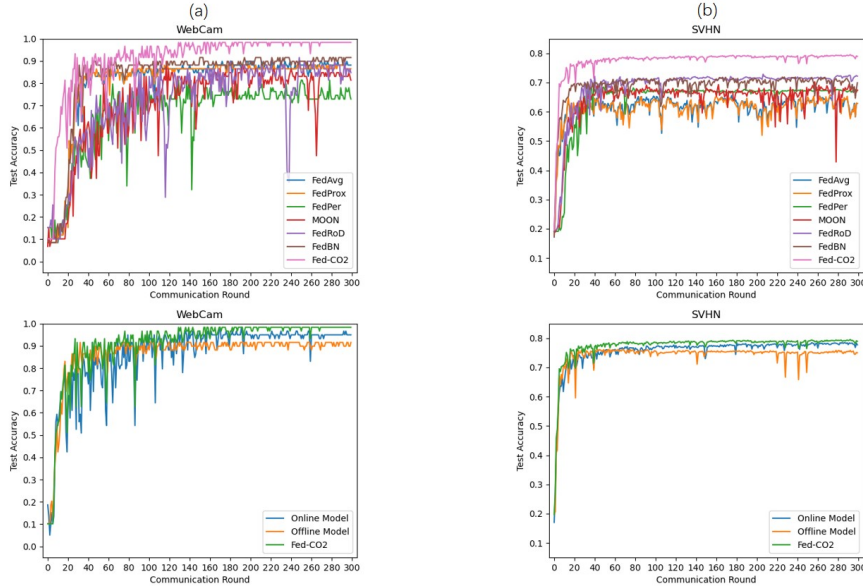 (a)
WebCam
1.0
0.9
0.8
0.7
0.6
0.5
0.4
0.3
0.2
0.1
0.0
Test Accuracy
FedAvg
FedProx
FedPer
MOON
FedRoD
FedBN
Fed-CO2
0 20 40 60 80 100 120 140 160 180 200 220 240 260 280 300
Communication Round
(b)
SVHN
0.8
0.7
0.6
0.5
0.4
0.3
0.2
0.1
Test Accuracy
FedAvg
FedProx
FedPer
MOON
FedRoD
FedBN
Fed-CO2
0 20 40 60 80 100 120 140 160 180 200 220 240 260 280 300
Communication Round
WebCam
1.0
0.9
0.8
0.7
0.6
0.5
0.4
0.3
0.2
0.1
0.0
Test Accuracy
Online Model
Offline Model
Fed-CO2
0 20 40 60 80 100 120 140 160 180 200 220 240 260 280 300
Communication Round
SVHN
0.8
0.7
0.6
0.5
0.4
0.3
0.2
0.1
Test Accuracy
Online Model
Offline Model
Fed-CO2
0 20 40 60 80 100 120 140 160 180 200 220 240 260 280 300
Communication Round